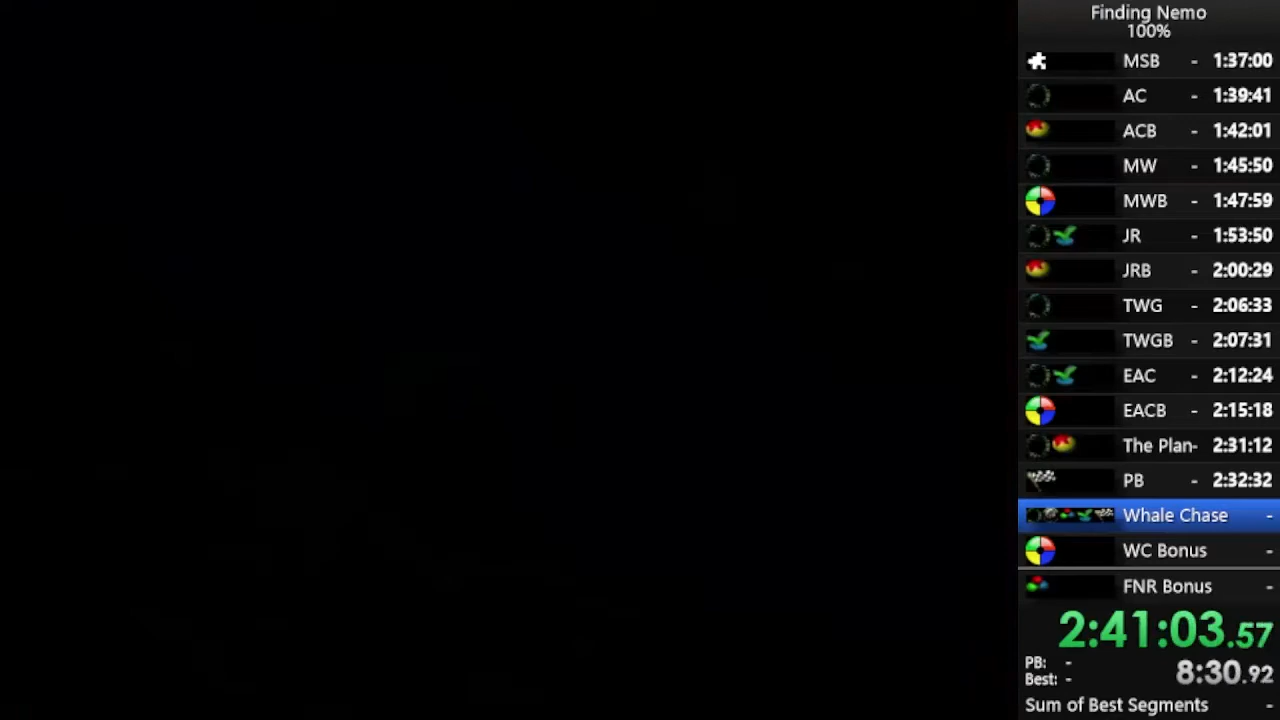 Finding Nemo
100%
MSB - 1:37:00
AC - 1:39:41
ACB - 1:42:01
MW - 1:45:50
MWB - 1:47:59
JR - 1:53:50
JRB - 2:00:29
TWG - 2:06:33
TWGB - 2:07:31
EAC - 2:12:24
EACB - 2:15:18
The Plan- 2:31:12
PB - 2:32:32
Whale Chase -
WC Bonus -
FNR Bonus -
2:41:03.57
PB: -
8:30.92
Best: -
Sum of Best Segments -